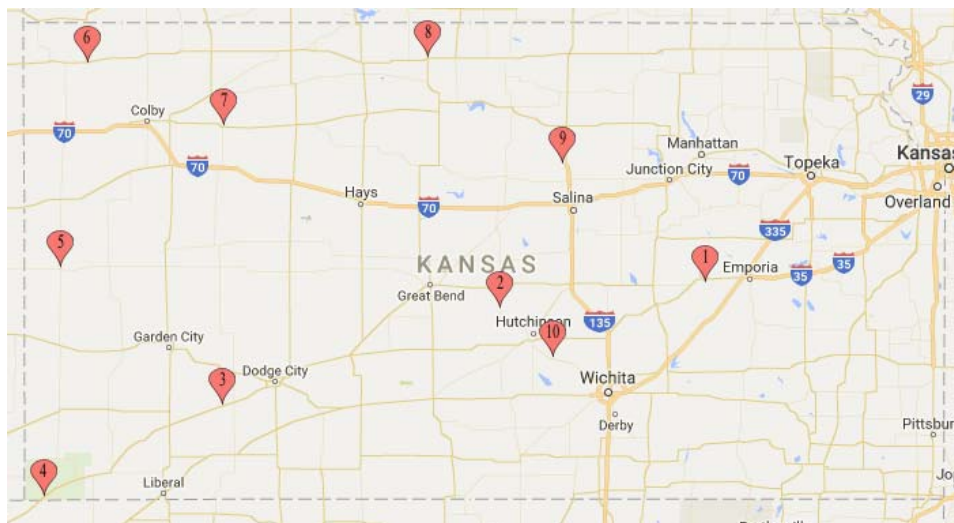 6
8
29
7
Colby
70
9
Manhattan
Kansas
70
Junction City
70
Topeka
Overland
Hays
70
Salina
335
5
35
1
KANSAS
Emporia
35
2
Great Bend
Hutchinson
135
10
Garden City
3
Dodge City
Wichita
Derby
Pittsbur
4
Liberal
Jo